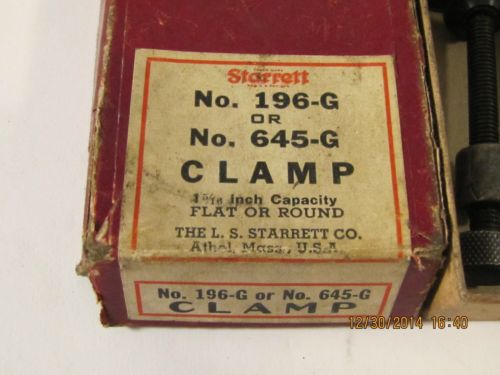 Starrett
No. 196-G
OR
No. 645-G
CLAMP
Inch Capacity
FLAT OR ROUND
THE L. S. STARRETT CO.
Athol, Mass., U.S.A.
No. 196-G or No. 645-G
CLAMP
12/30/2014 16:40